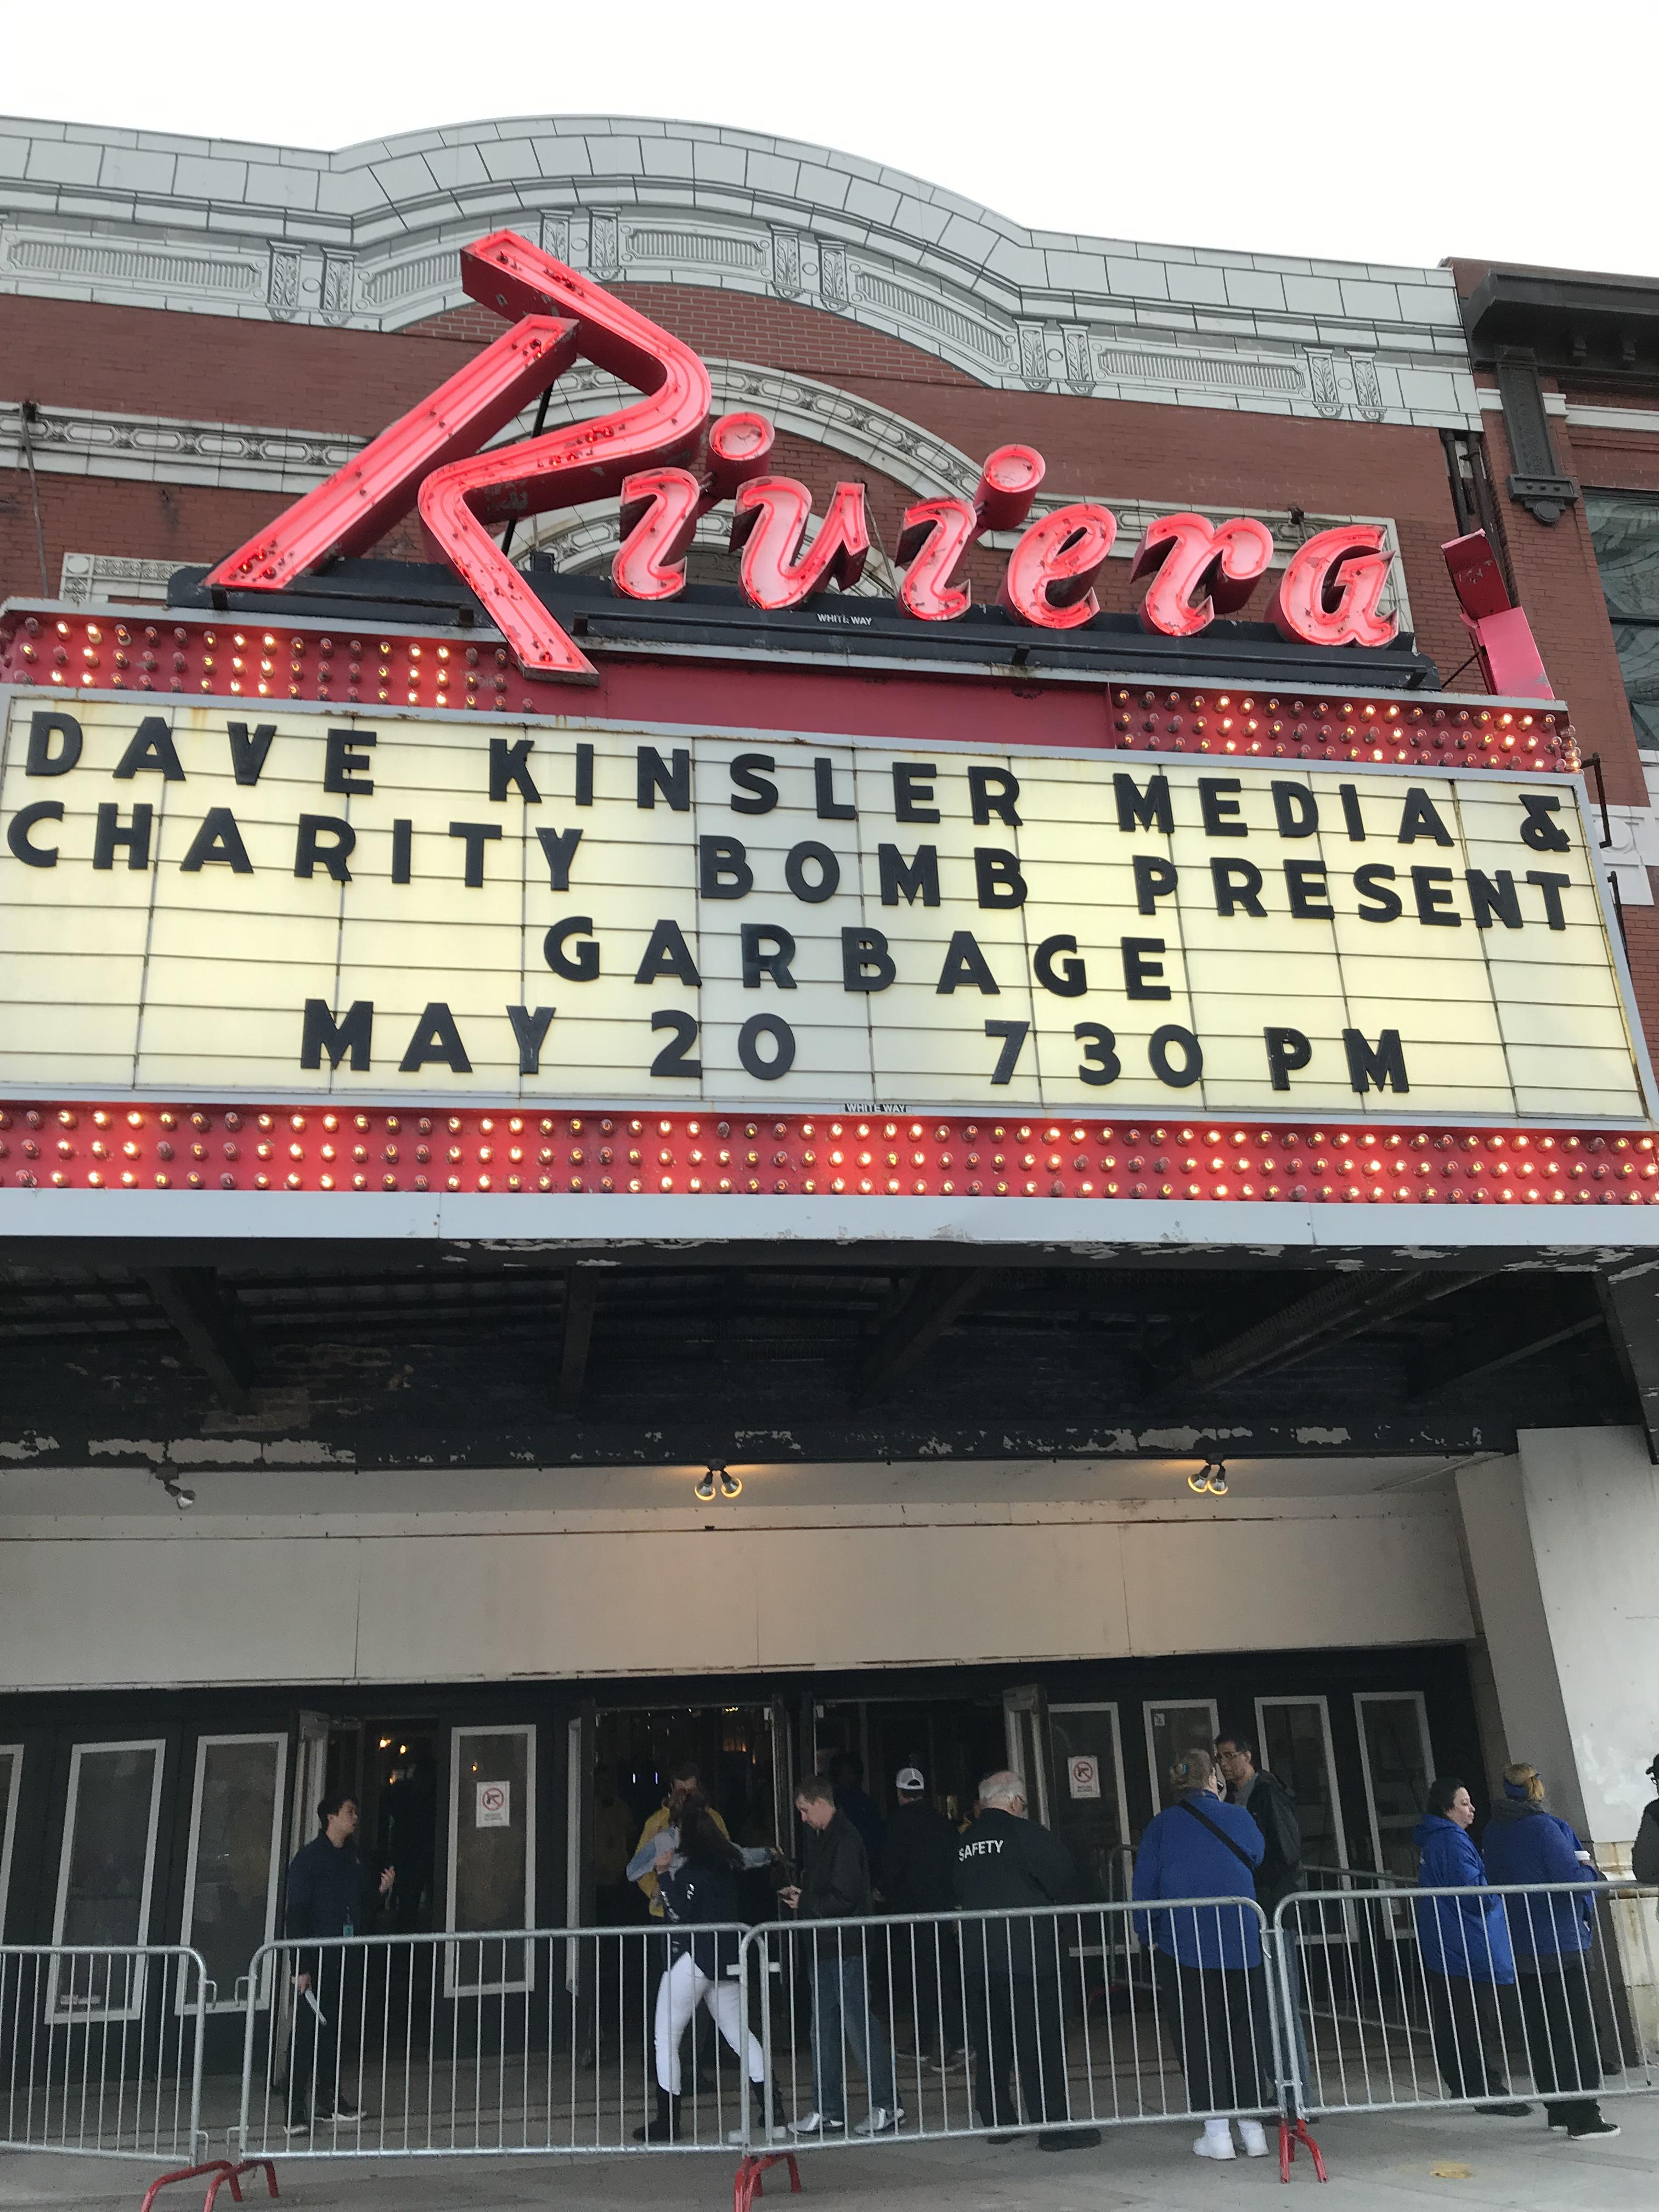 Riviera
WHITE WAY
DAVE KINSLER MEDIA &
CHARITY BOMB PRESENT
GARBAGE
MAY 20 730 PM
WHITE WAY
SAFETY